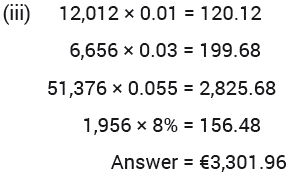 (iii) 12,012 × 0.01 = 120.12
6,656 × 0.03 = 199.68
51,376 × 0.055 = 2,825.68
1,956 × 8% = 156.48
Answer = €3,301.96